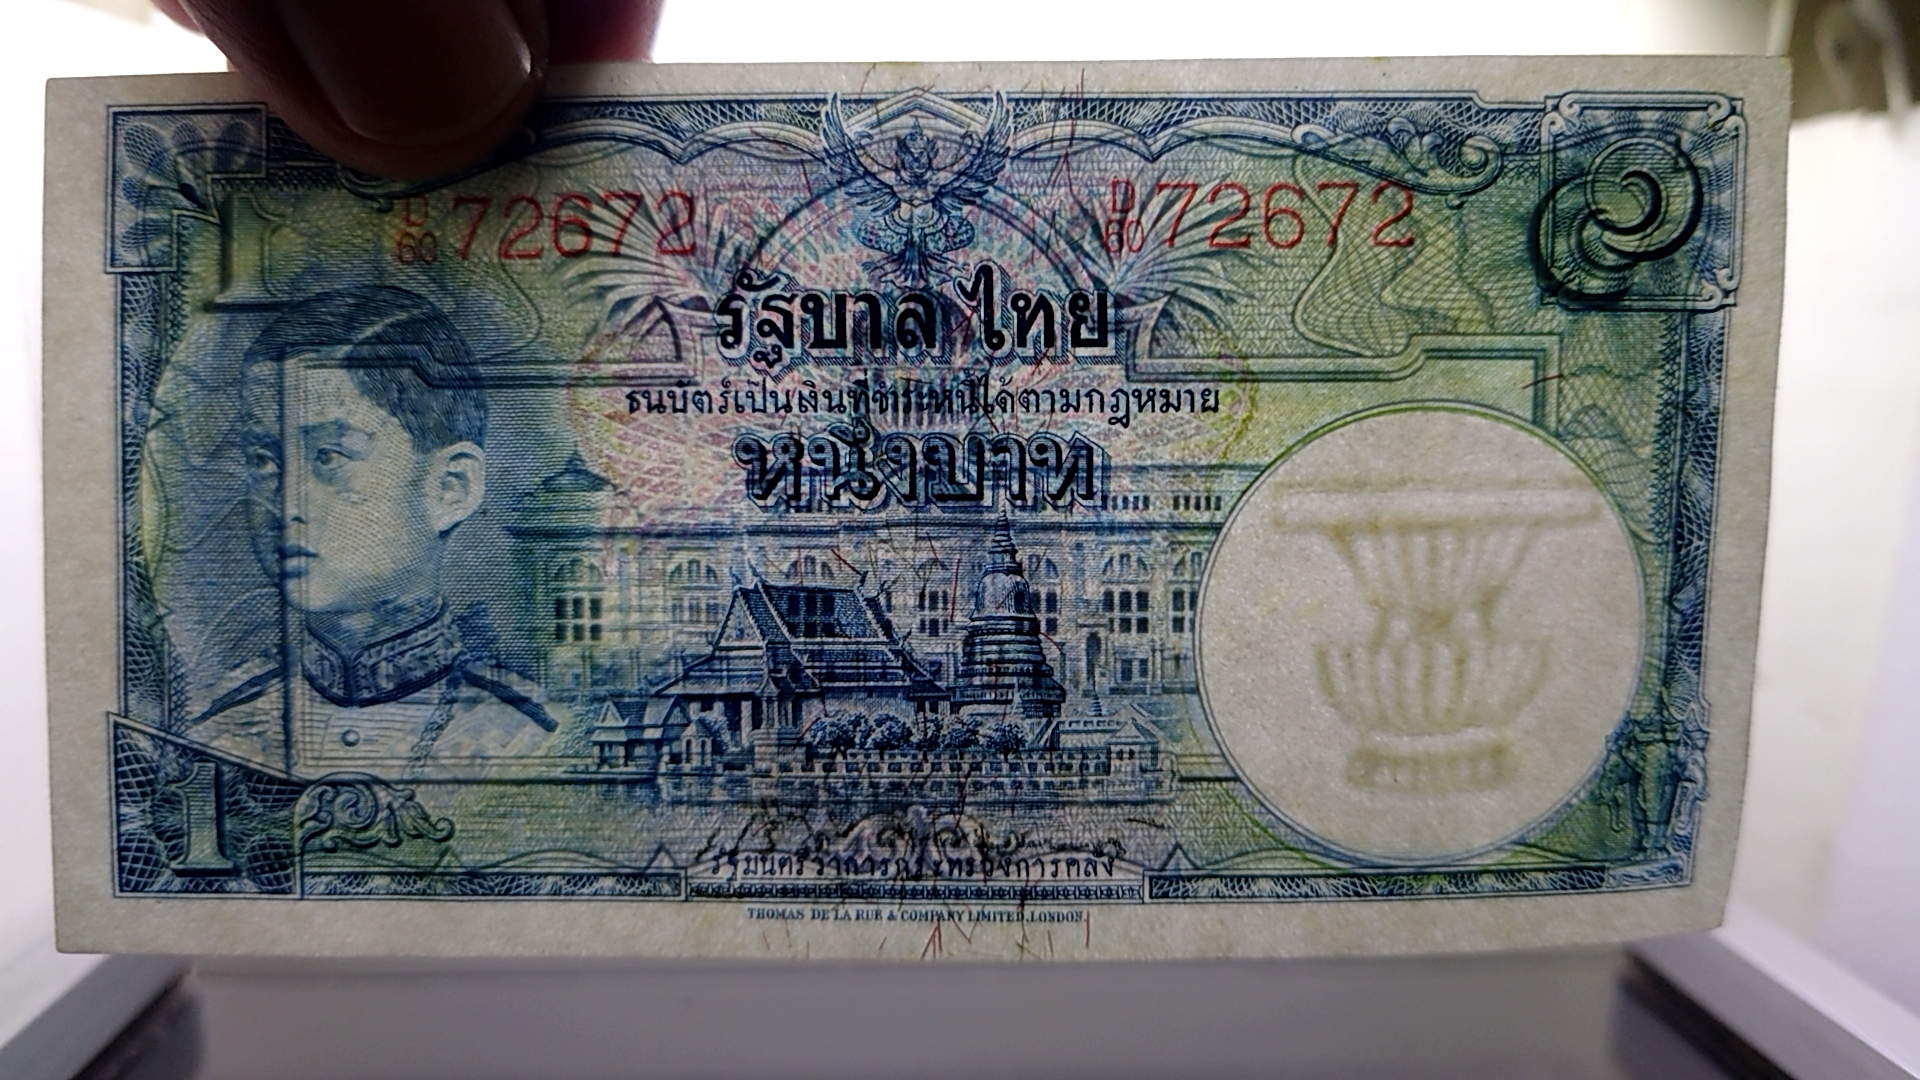 1 ๑
D/60 72672 D/60 72672
รัฐบาลไทย
ธนบัตร์เป็นเงินที่ชำระหนี้ได้ตามกฎหมาย
หนึ่งบาท
รัฐมนตรีว่าการกระทรวงการคลัง
1
THOMAS DE LA RUE & COMPANY LIMITED, LONDON.